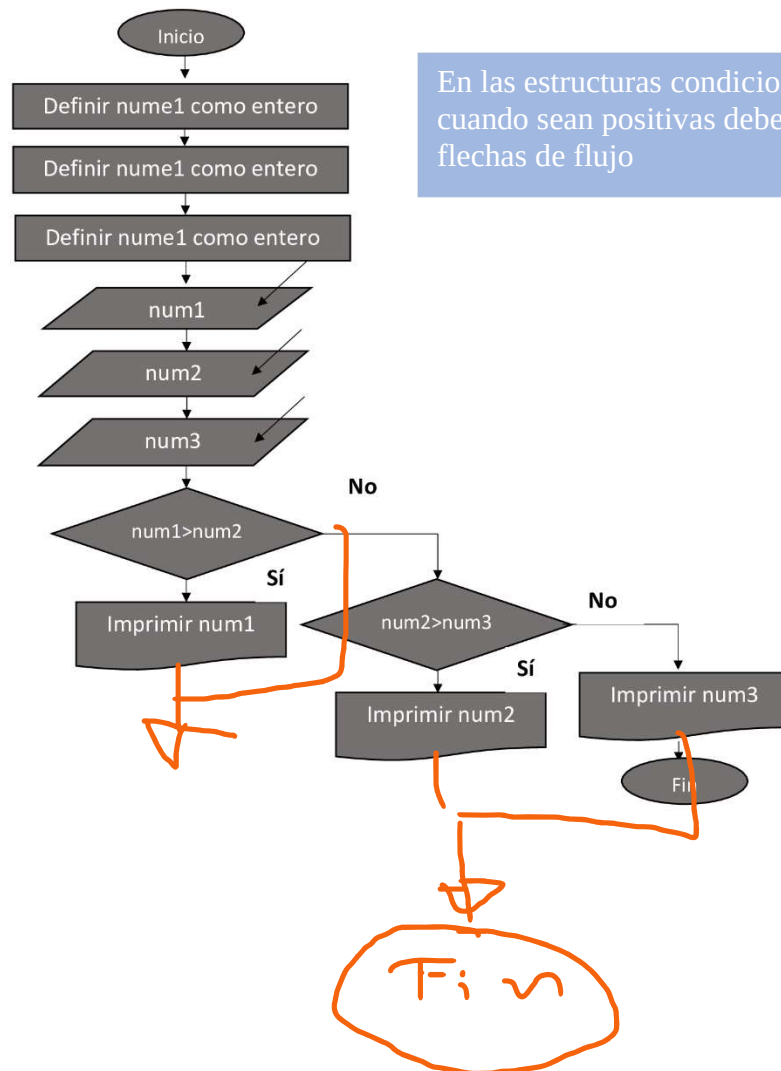 Inicio
Definir nume1 como entero
En las estructuras
cuando sean positivas
flechas de flujo
Definir nume1 como entero
Definir nume1 como entero
num1
num2
num3
No
num1>num2
Sí
Imprimir num1
num2>num3
No
Sí
Imprimir num2
Imprimir num3
Fin
Fin